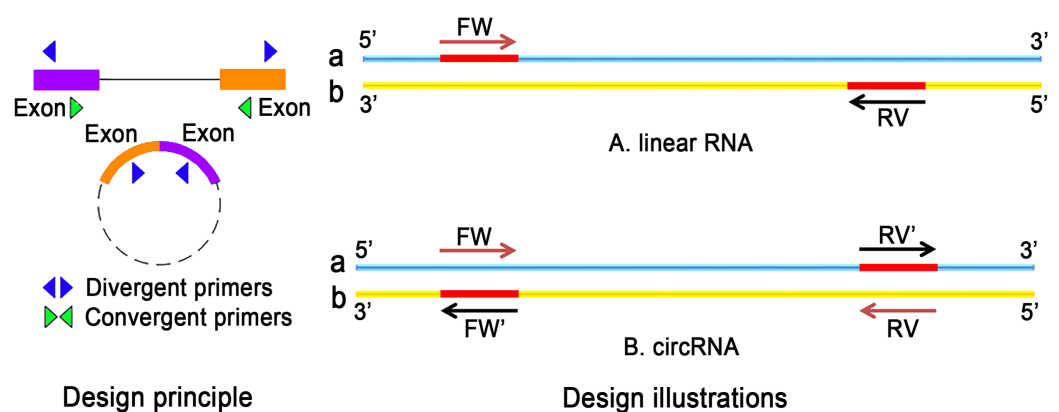 Exon
Exon
Exon
Exon
Divergent primers
Convergent primers
Design principle
5’
FW
3’
a
b
3’
RV
5’
A. linear RNA
5’
FW
RV’
3’
a
b
3’
FW’
RV
5’
B. circRNA
Design illustrations